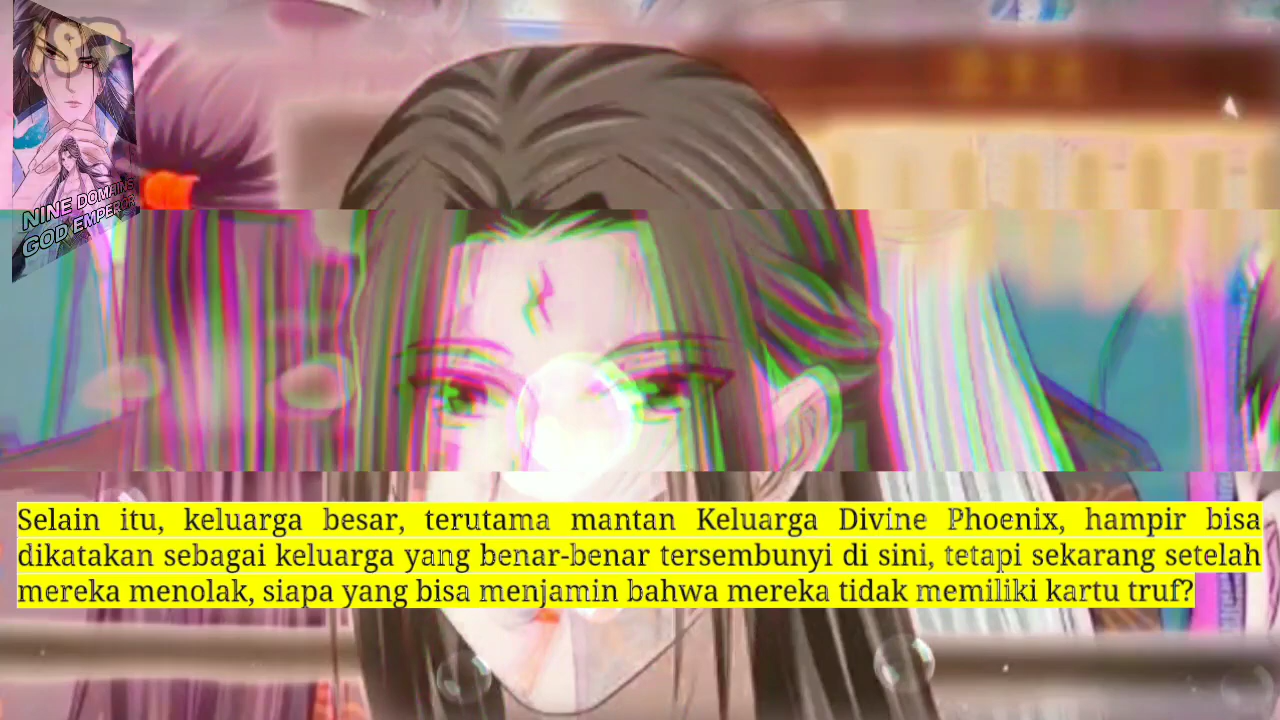 187
NINE DOMAINS
GOD EMPEROR
Selain itu, keluarga besar, terutama mantan Keluarga Divine Phoenix, hampir bisa
dikatakan sebagai keluarga yang benar-benar tersembunyi di sini, tetapi sekarang setelah
mereka menolak, siapa yang bisa menjamin bahwa mereka tidak memiliki kartu truf?